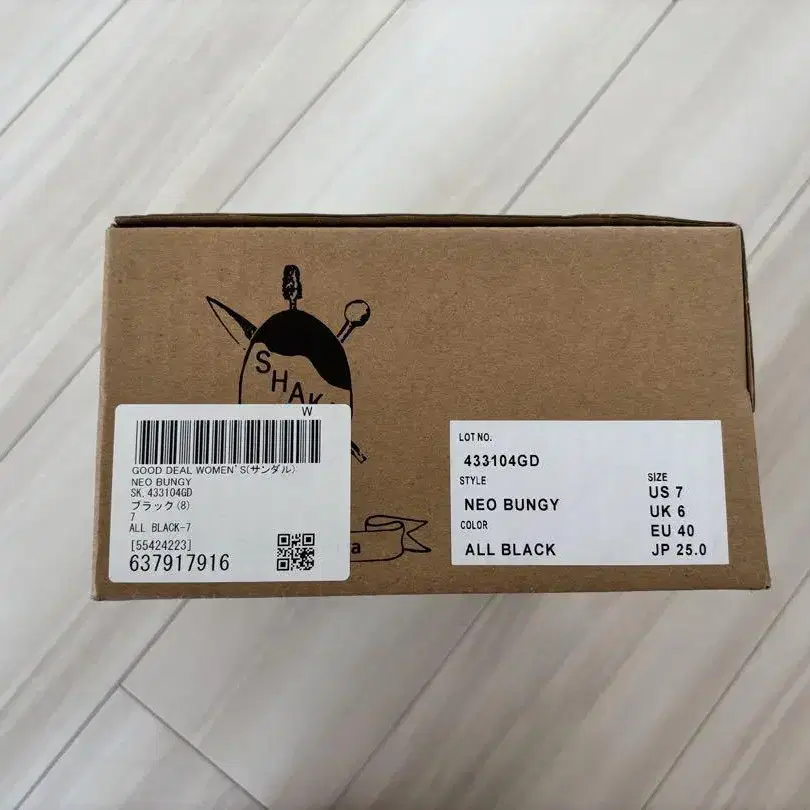 SHAK
W
GOOD DEAL WOMEN'S(サンダル)
NEO BUNGY
SK.433104GD
ブラック(8)
7
ALL BLACK-7
[55424223]
637917916
a
LOT NO.
433104GD
STYLE
NEO BUNGY
COLOR
ALL BLACK
SIZE
US 7
UK 6
EU 40
JP 25.0